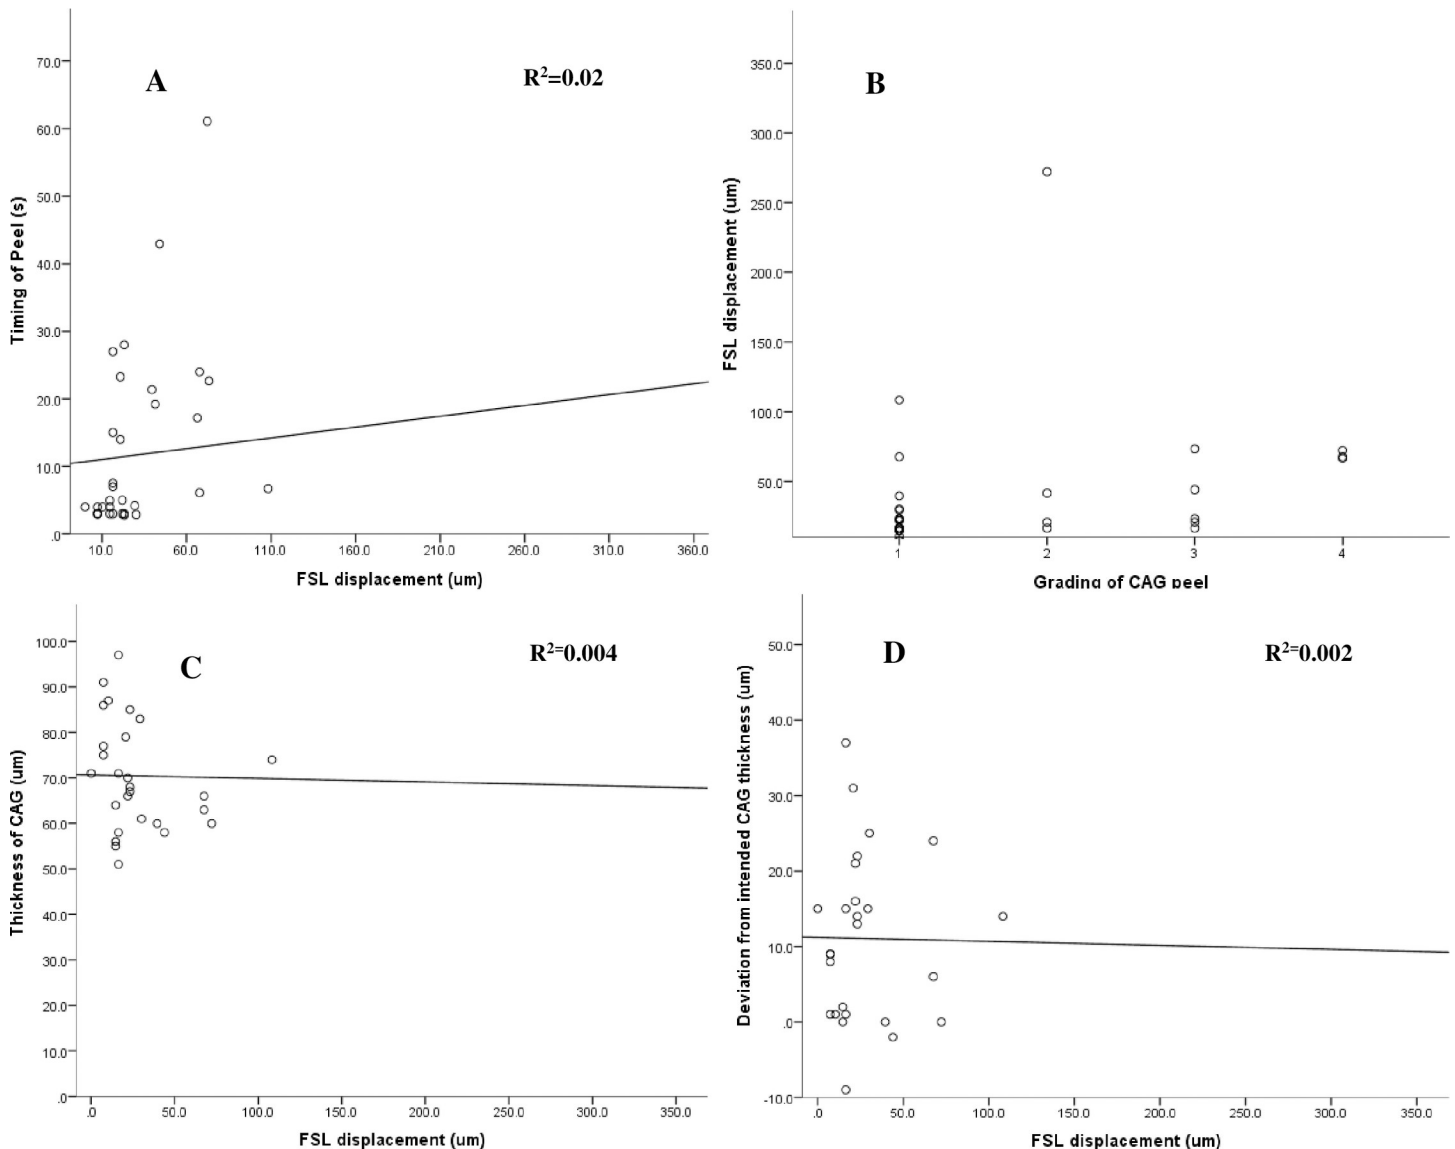 A
R²=0.02
Timing of Peel (s)
70.0
60.0
50.0
40.0
30.0
20.0
10.0
.0
10.0 60.0 110.0 160.0 210.0 260.0 310.0 360.0
FSL displacement (um)
B
FSL displacement (um)
350.0
300.0
250.0
200.0
150.0
100.0
50.0
1 2 3 4
Grading of CAG peel
C
R²⁼0.004
Thickness of CAG (um)
100.0
90.0
80.0
70.0
60.0
50.0
40.0
30.0
20.0
10.0
.0
.0 50.0 100.0 150.0 200.0 250.0 300.0 350.0
FSL displacement (um)
D
R²⁼0.002
Deviation from intended CAG thickness (um)
50.0
40.0
30.0
20.0
10.0
.0
-10.0
.0 50.0 100.0 150.0 200.0 250.0 300.0 350.0
FSL displacement (um)